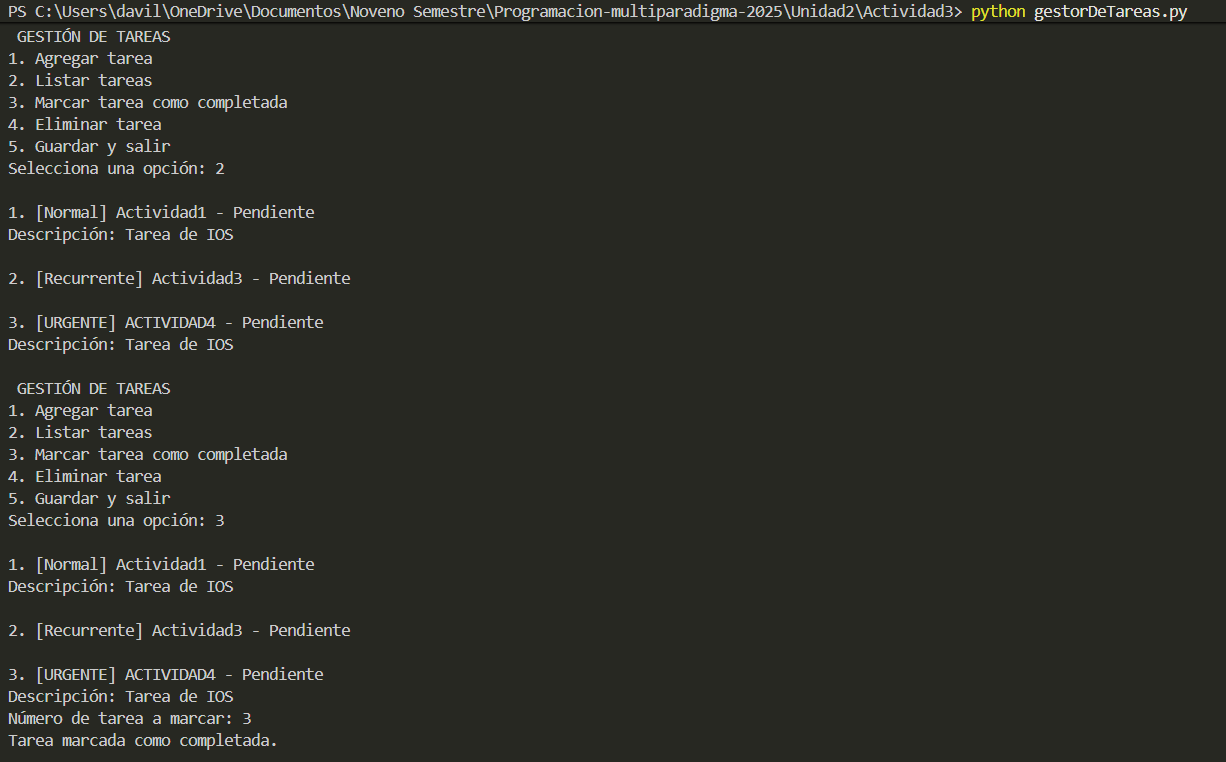 PS C:\Users\davil\OneDrive\Documentos\Noveno Semestre\Programacion-multiparadigma-2025\Unidad2\Actividad3> python gestorDeTareas.py
GESTIÓN DE TAREAS
1. Agregar tarea
2. Listar tareas
3. Marcar tarea como completada
4. Eliminar tarea
5. Guardar y salir
Selecciona una opción: 2
1. [Normal] Actividad1 - Pendiente
Descripción: Tarea de IOS
2. [Recurrente] Actividad3 - Pendiente
3. [URGENTE] ACTIVIDAD4 - Pendiente
Descripción: Tarea de IOS
GESTIÓN DE TAREAS
1. Agregar tarea
2. Listar tareas
3. Marcar tarea como completada
4. Eliminar tarea
5. Guardar y salir
Selecciona una opción: 3
1. [Normal] Actividad1 - Pendiente
Descripción: Tarea de IOS
2. [Recurrente] Actividad3 - Pendiente
3. [URGENTE] ACTIVIDAD4 - Pendiente
Descripción: Tarea de IOS
Número de tarea a marcar: 3
Tarea marcada como completada.